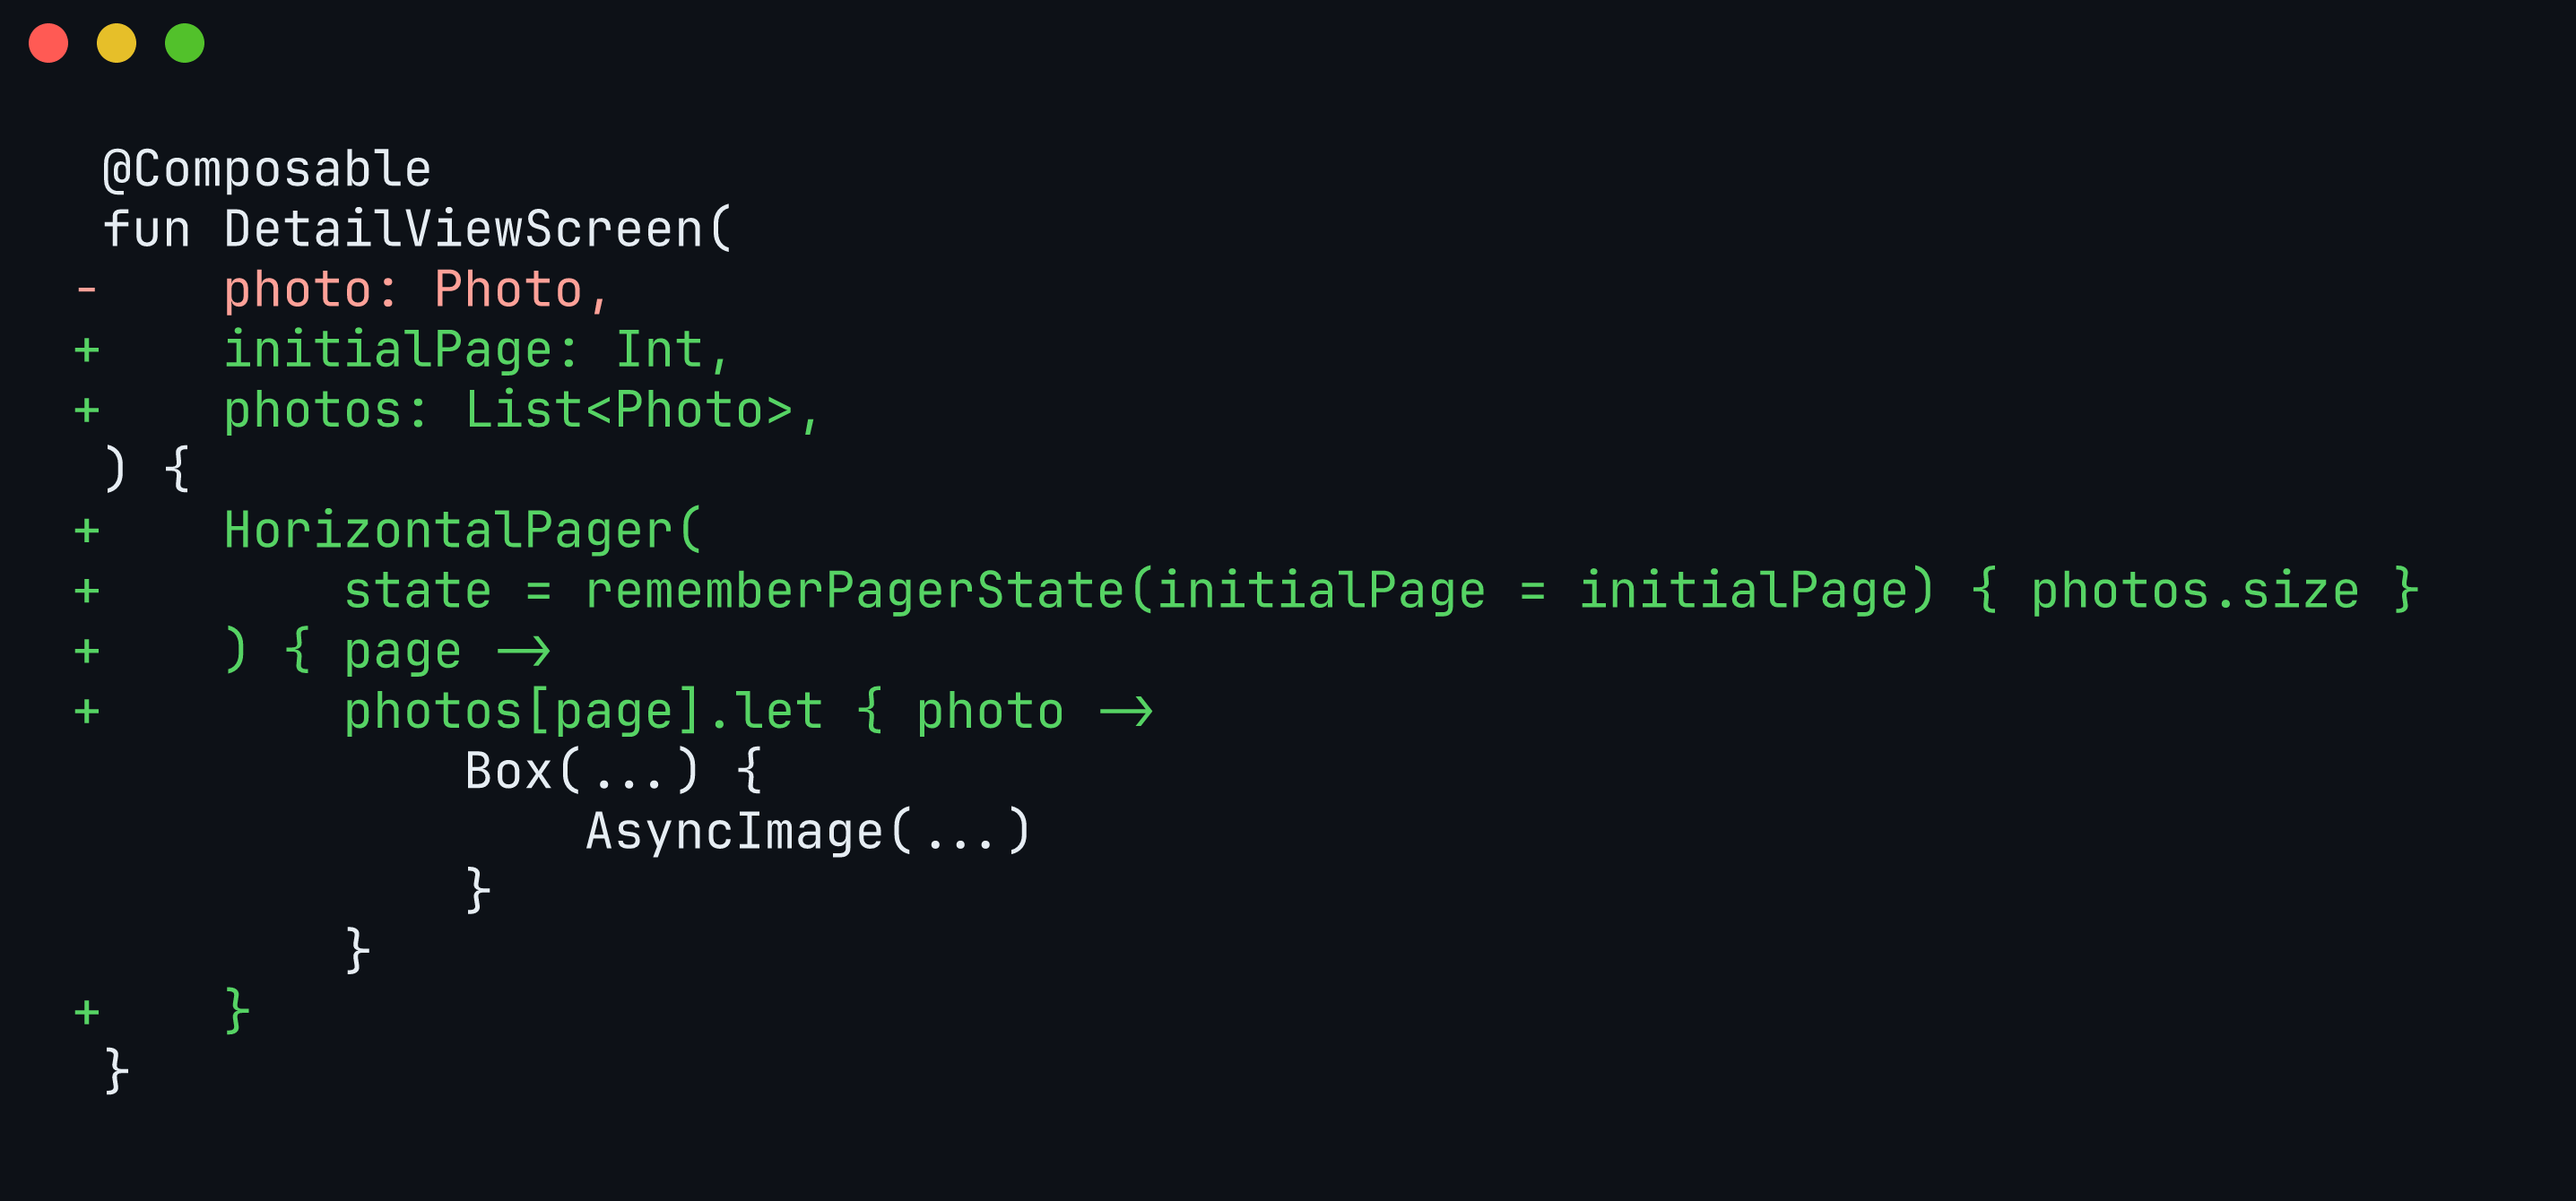 @Composable
 fun DetailViewScreen(
-    photo: Photo,
+    initialPage: Int,
+    photos: List<Photo>,
 ) {
+    HorizontalPager(
+        state = rememberPagerState(initialPage = initialPage) { photos.size }
+    ) { page ->
+        photos[page].let { photo ->
             Box(...) {
                 AsyncImage(...)
             }
         }
+    }
 }